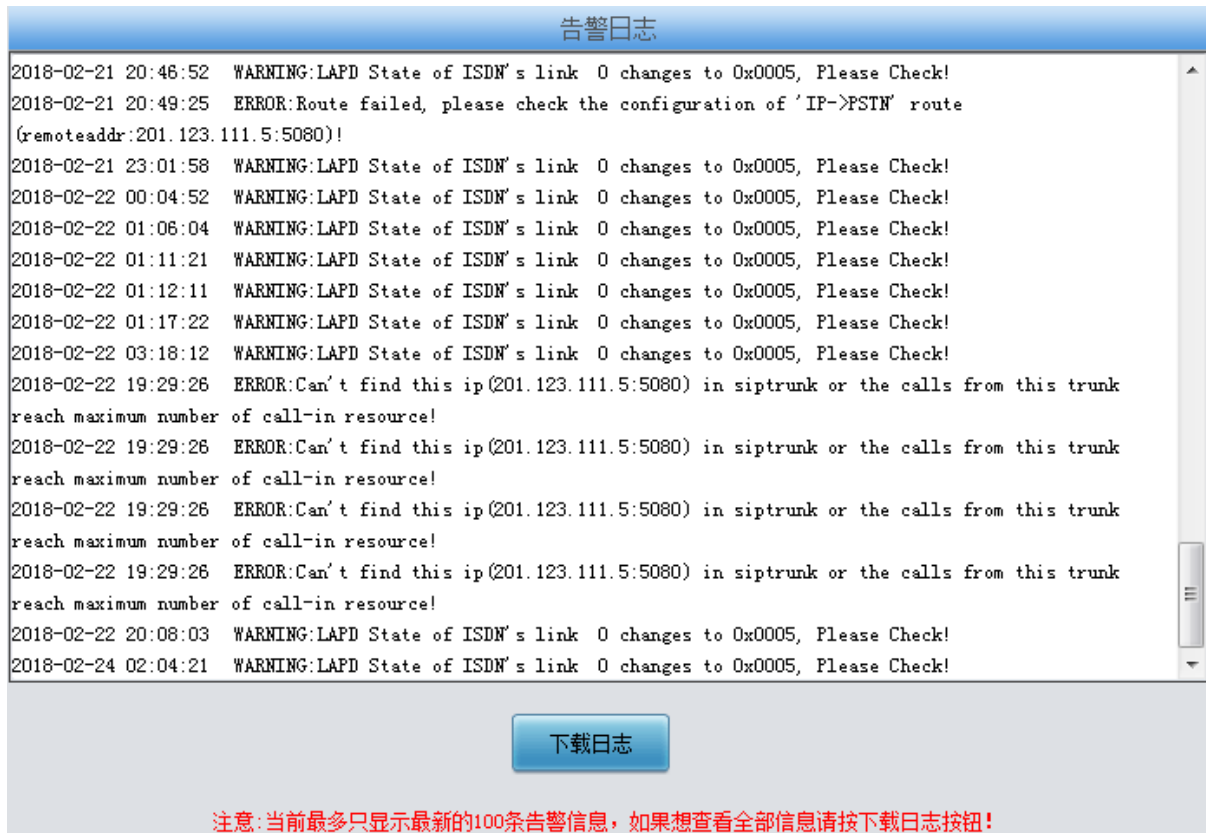 告警日志
2018-02-21 20:46:52  WARNING:LAPD State of ISDN's link  0 changes to 0x0005, Please Check!
2018-02-21 20:49:25  ERROR:Route failed, please check the configuration of 'IP->PSTN' route
(remoteaddr:201.123.111.5:5080)!
2018-02-21 23:01:58  WARNING:LAPD State of ISDN's link  0 changes to 0x0005, Please Check!
2018-02-22 00:04:52  WARNING:LAPD State of ISDN's link  0 changes to 0x0005, Please Check!
2018-02-22 01:06:04  WARNING:LAPD State of ISDN's link  0 changes to 0x0005, Please Check!
2018-02-22 01:11:21  WARNING:LAPD State of ISDN's link  0 changes to 0x0005, Please Check!
2018-02-22 01:12:11  WARNING:LAPD State of ISDN's link  0 changes to 0x0005, Please Check!
2018-02-22 01:17:22  WARNING:LAPD State of ISDN's link  0 changes to 0x0005, Please Check!
2018-02-22 03:18:12  WARNING:LAPD State of ISDN's link  0 changes to 0x0005, Please Check!
2018-02-22 19:29:26  ERROR:Can't find this ip(201.123.111.5:5080) in siptrunk or the calls from this trunk
reach maximum number of call-in resource!
2018-02-22 19:29:26  ERROR:Can't find this ip(201.123.111.5:5080) in siptrunk or the calls from this trunk
reach maximum number of call-in resource!
2018-02-22 19:29:26  ERROR:Can't find this ip(201.123.111.5:5080) in siptrunk or the calls from this trunk
reach maximum number of call-in resource!
2018-02-22 19:29:26  ERROR:Can't find this ip(201.123.111.5:5080) in siptrunk or the calls from this trunk
reach maximum number of call-in resource!
2018-02-22 20:08:03  WARNING:LAPD State of ISDN's link  0 changes to 0x0005, Please Check!
2018-02-24 02:04:21  WARNING:LAPD State of ISDN's link  0 changes to 0x0005, Please Check!
下载日志
注意:当前最多只显示最新的100条告警信息，如果想查看全部信息请按下载日志按钮!